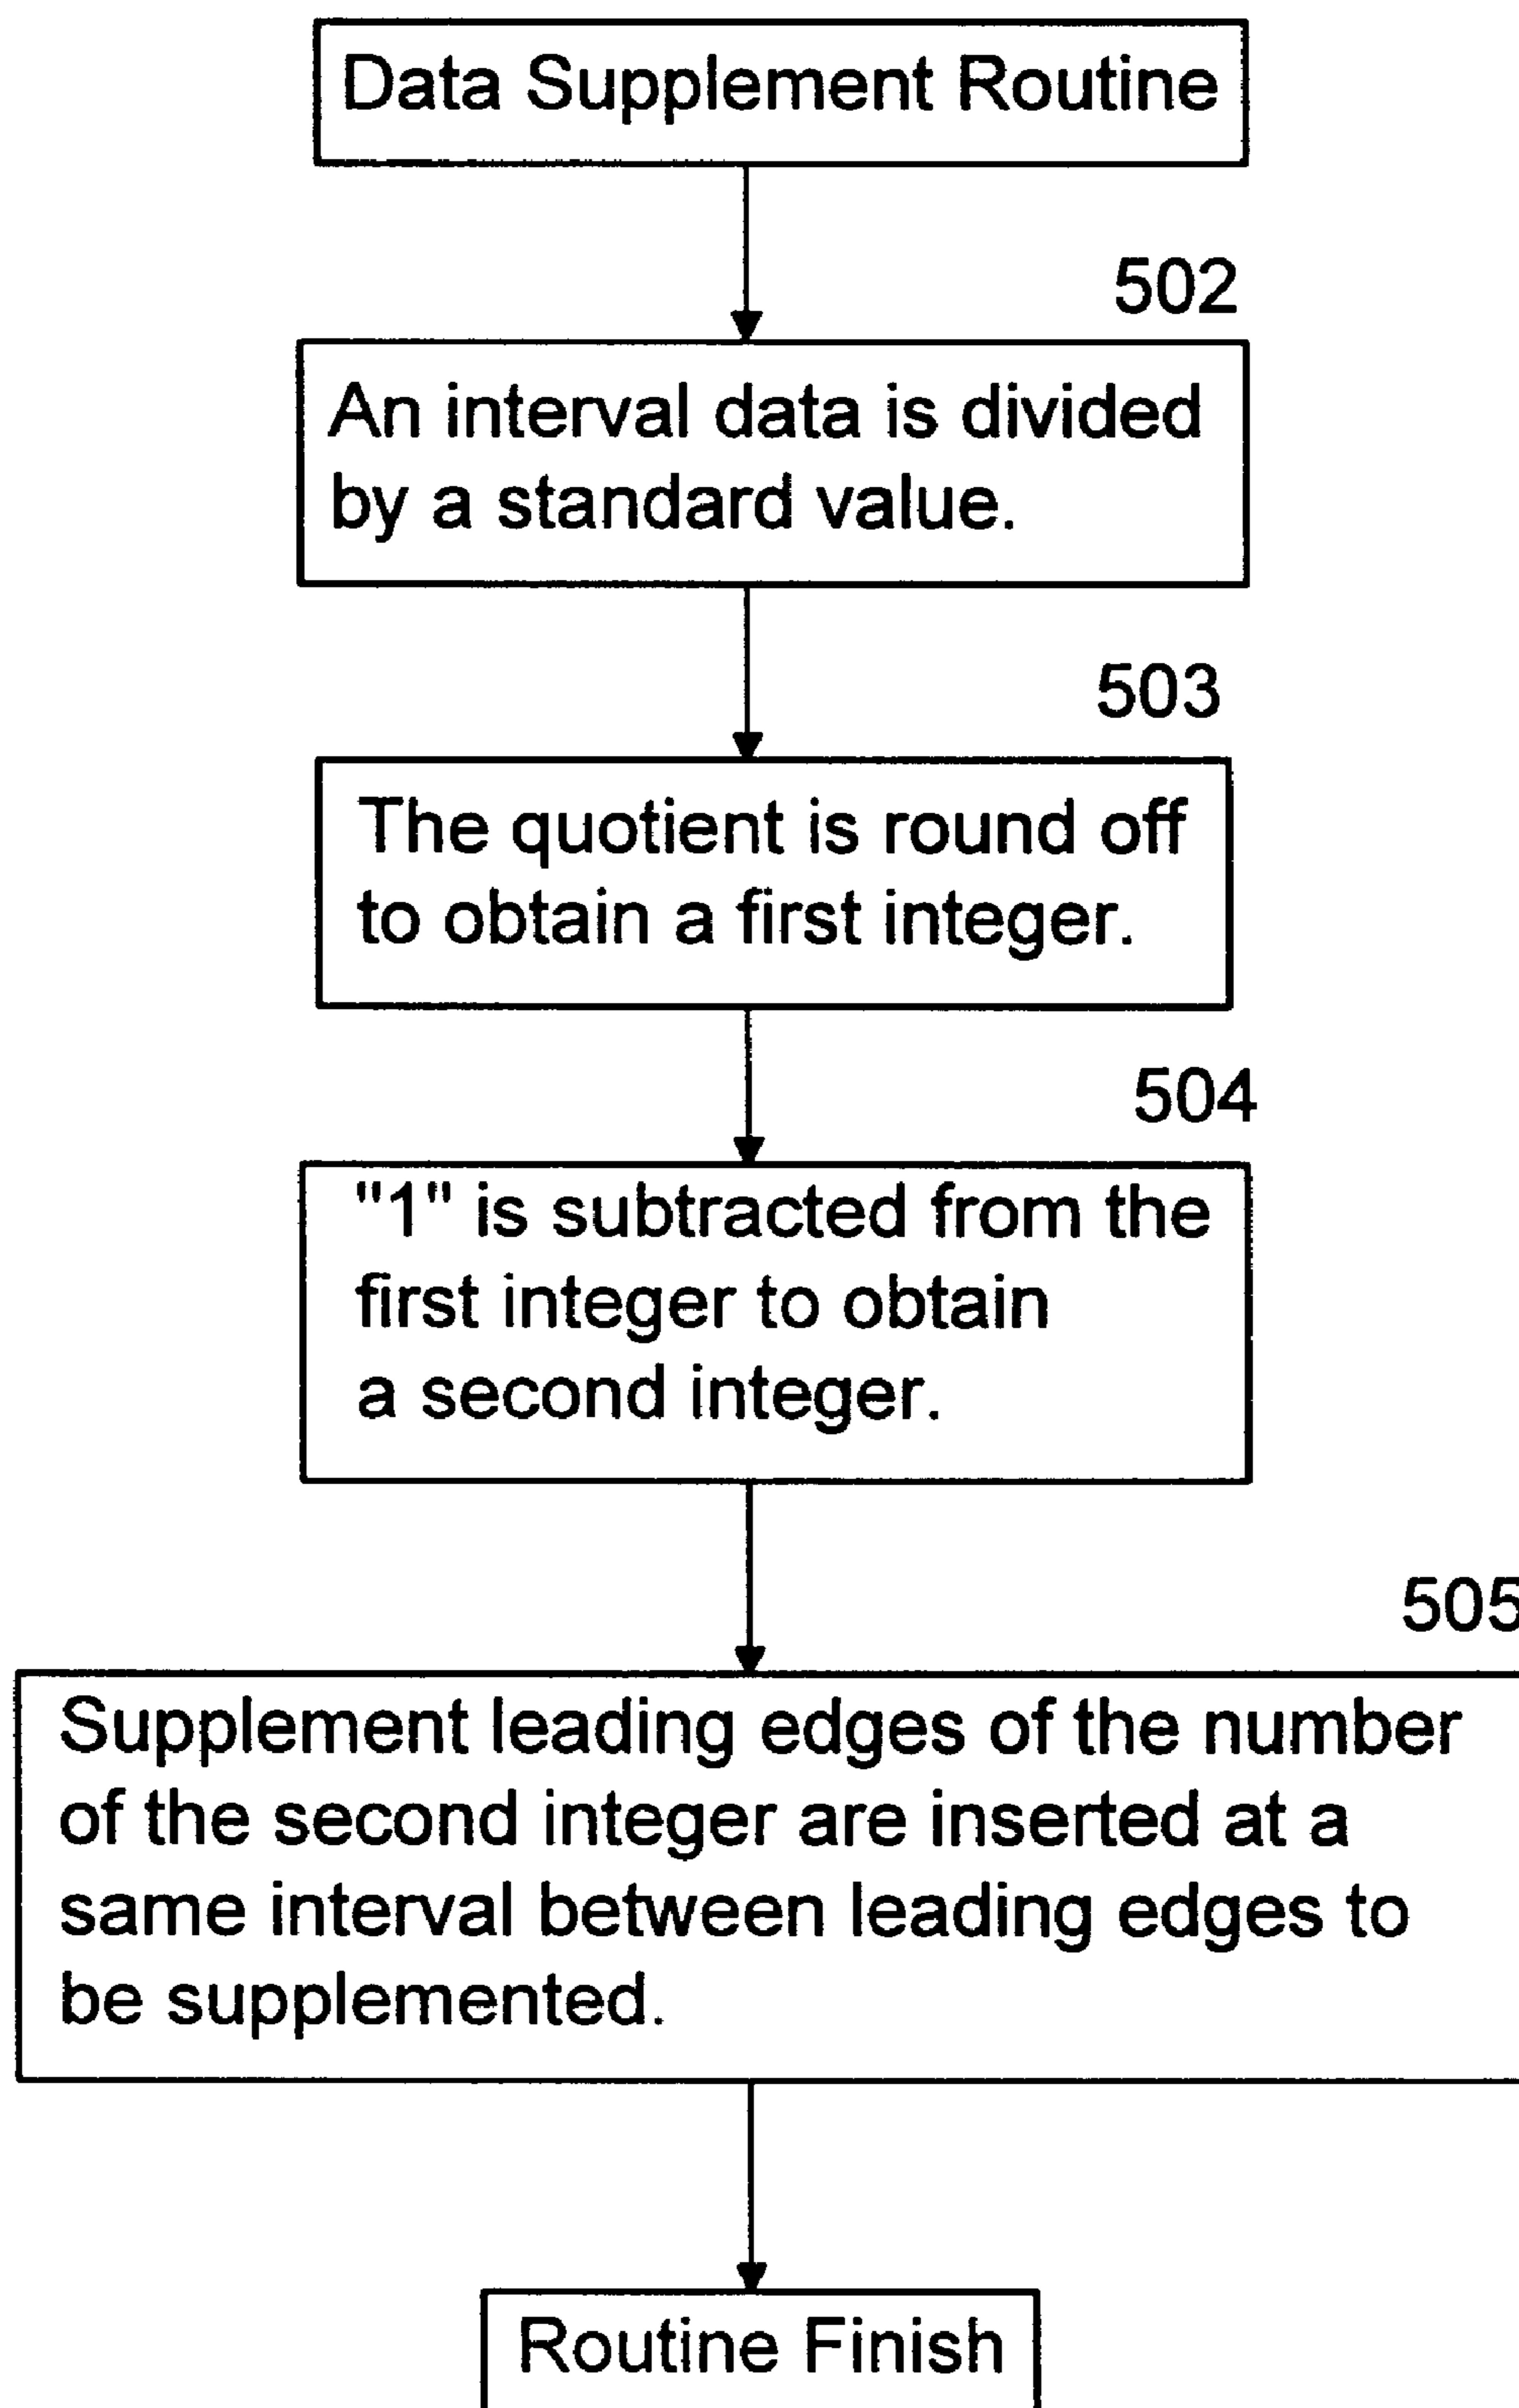 Data Supplement Routine
502
An interval data is divided
by a standard value.
503
The quotient is round off
to obtain a first integer.
504
"1" is subtracted from the
first integer to obtain
a second integer.
505
Supplement leading edges of the number
of the second integer are inserted at a
same interval between leading edges to
be supplemented.
Routine Finish